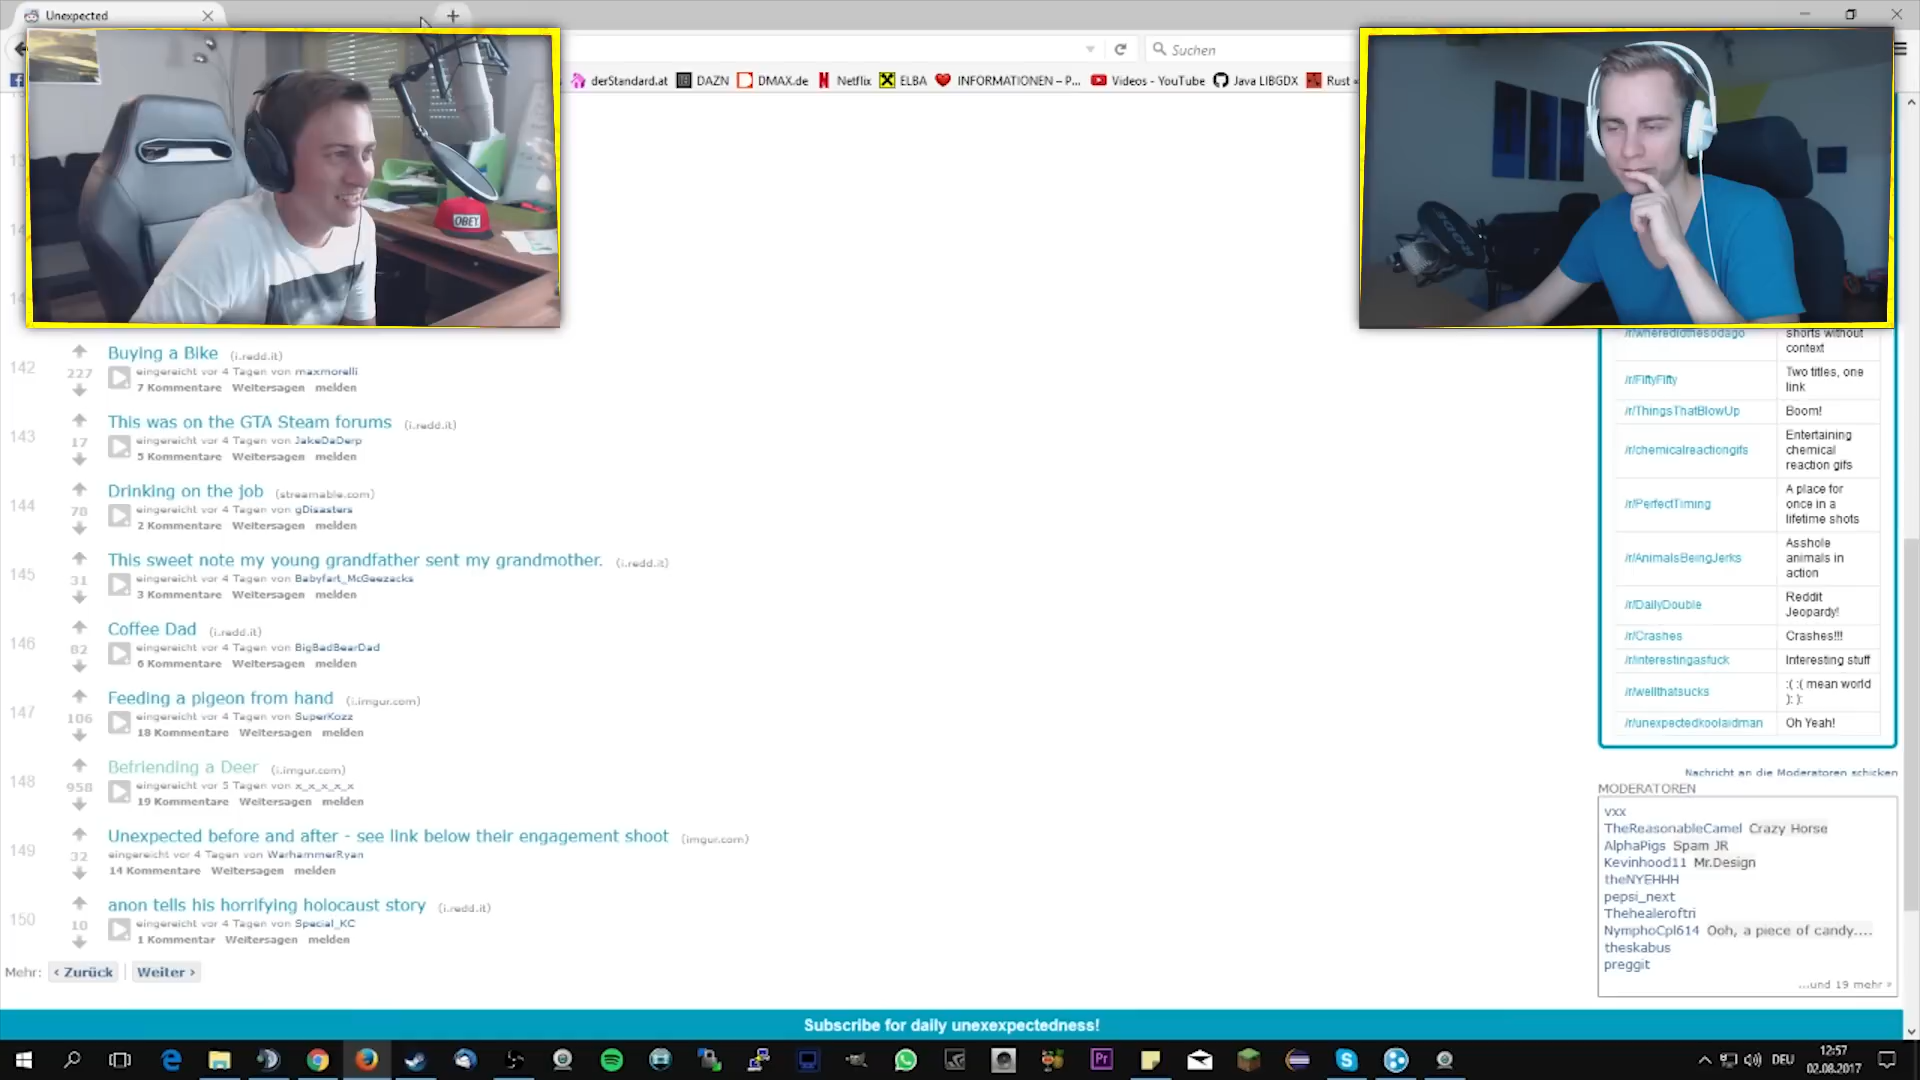 Unexpected
Suchen
derStandard.at DAZN DMAX.de Netflix ELBA INFORMATIONEN – P... Videos - YouTube Java LIBGDX Rust
OBEY
142
227
Buying a Bike (i.redd.it)
eingereicht vor 4 Tagen von maxmorelli
7 Kommentare Weitersagen melden
143
17
This was on the GTA Steam forums (i.redd.it)
eingereicht vor 4 Tagen von JakeDaDerp
5 Kommentare Weitersagen melden
144
78
Drinking on the job (streamable.com)
eingereicht vor 4 Tagen von gDisasters
2 Kommentare Weitersagen melden
145
31
This sweet note my young grandfather sent my grandmother. (i.redd.it)
eingereicht vor 4 Tagen von Babyfart_McGeezacks
3 Kommentare Weitersagen melden
146
82
Coffee Dad (i.redd.it)
eingereicht vor 4 Tagen von BigBadBearDad
6 Kommentare Weitersagen melden
147
106
Feeding a pigeon from hand (i.imgur.com)
eingereicht vor 4 Tagen von SuperKozz
18 Kommentare Weitersagen melden
148
958
Befriending a Deer (i.imgur.com)
eingereicht vor 5 Tagen von x_x_x_x_x
19 Kommentare Weitersagen melden
149
32
Unexpected before and after - see link below their engagement shoot (imgur.com)
eingereicht vor 4 Tagen von WarhammerRyan
14 Kommentare Weitersagen melden
150
10
anon tells his horrifying holocaust story (i.redd.it)
eingereicht vor 4 Tagen von Special_KC
1 Kommentar Weitersagen melden
Mehr: ‹ Zurück Weiter ›
/r/wheredidthesodago shorts without
context
/r/FiftyFifty Two titles, one
link
/r/ThingsThatBlowUp Boom!
/r/chemicalreactiongifs Entertaining
chemical
reaction gifs
/r/PerfectTiming A place for
once in a
lifetime shots
/r/AnimalsBeingJerks Asshole
animals in
action
/r/DailyDouble Reddit
Jeopardy!
/r/Crashes Crashes!!!
/r/interestingasfuck Interesting stuff
/r/wellthatsucks :( :( mean world
): ):
/r/unexpectedkoolaidman Oh Yeah!
Nachricht an die Moderatoren schicken
MODERATOREN
vxx
TheReasonableCamel Crazy Horse
AlphaPigs Spam JR
Kevinhood11 Mr.Design
theNYEHHH
pepsi_next
Thehealeroftri
NymphoCpl614 Ooh, a piece of candy....
theskabus
preggit
...und 19 mehr »
Subscribe for daily unexexpectedness!
DEU
12:57
02.08.2017